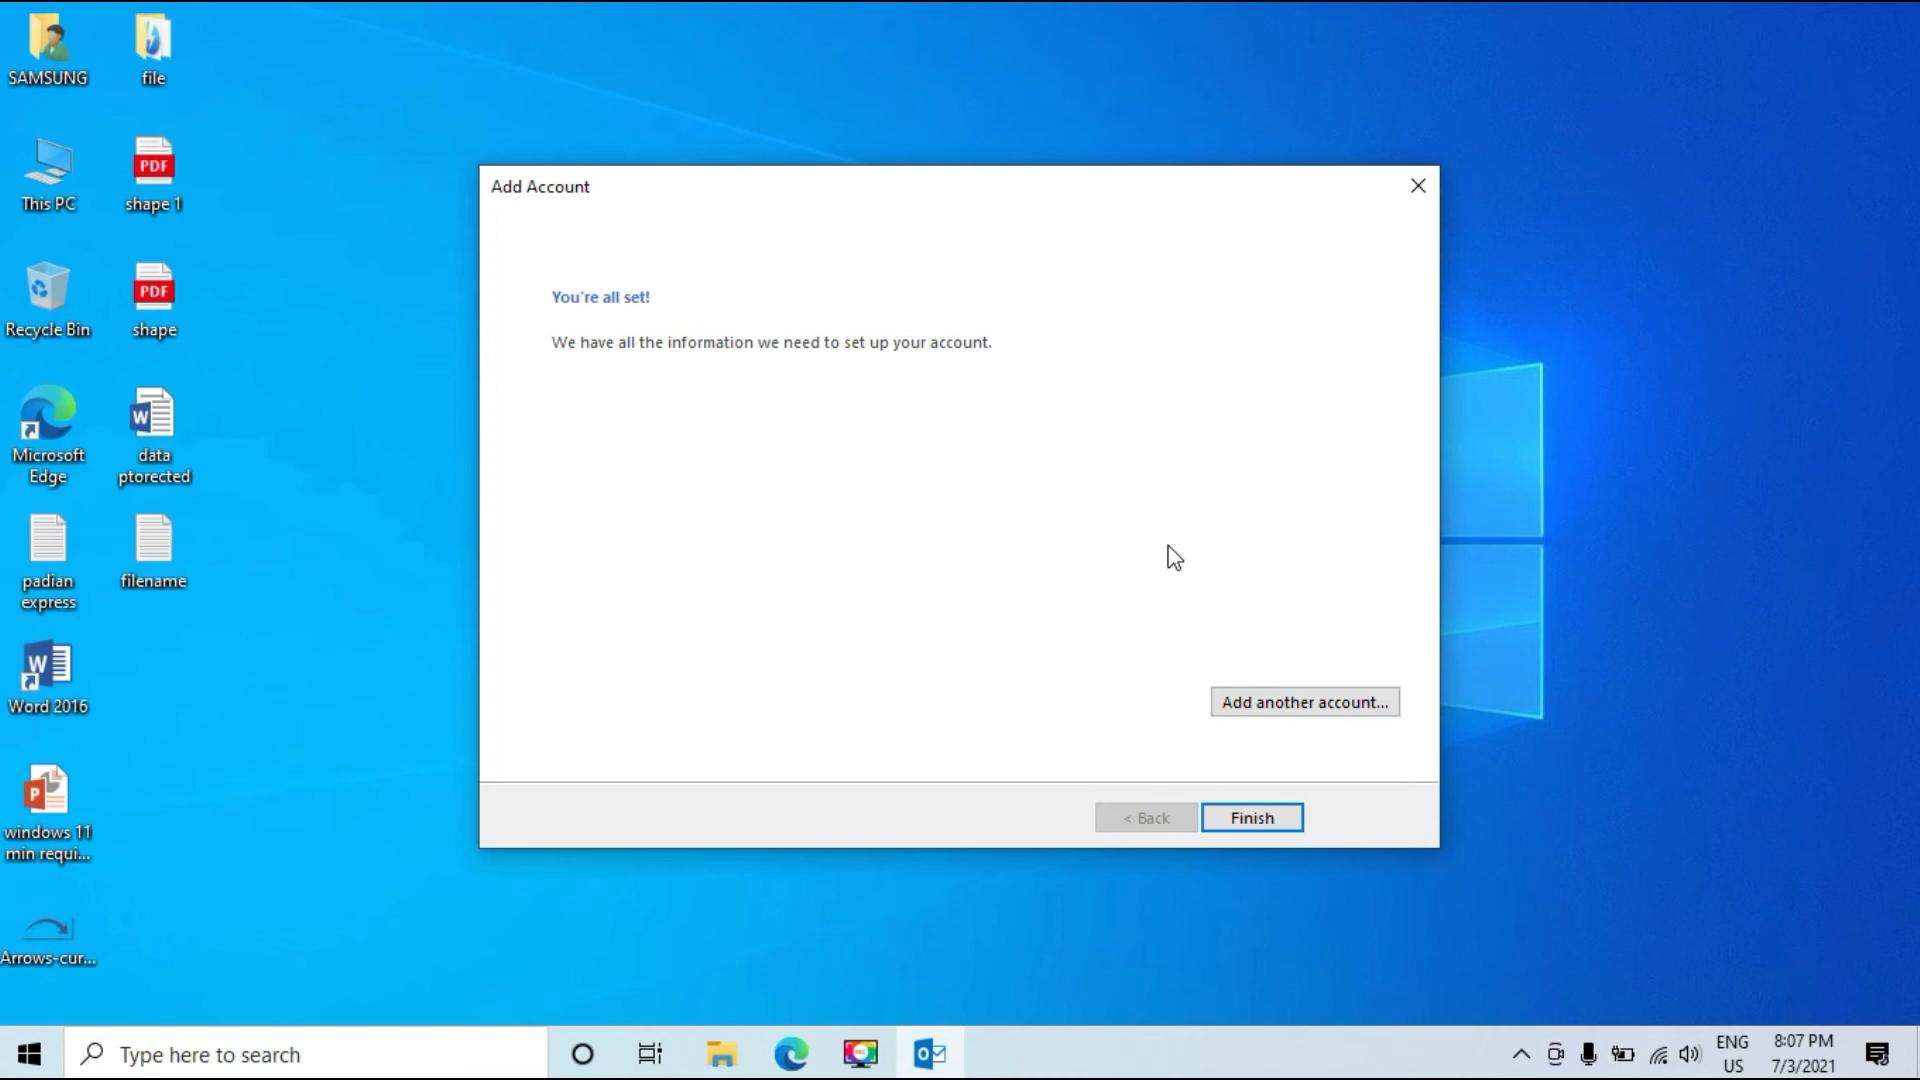 SAMSUNG
file
This PC
PDF
shape 1
Recycle Bin
PDF
shape
Microsoft
Edge
W
data
ptorected
padian
express
filename
W
Word 2016
P
windows 11
min requi...
Arrows-cur...
Add Account
You're all set!
We have all the information we need to set up your account.
Add another account...
< Back
Finish
Type here to search
ENG
US
8:07 PM
7/3/2021